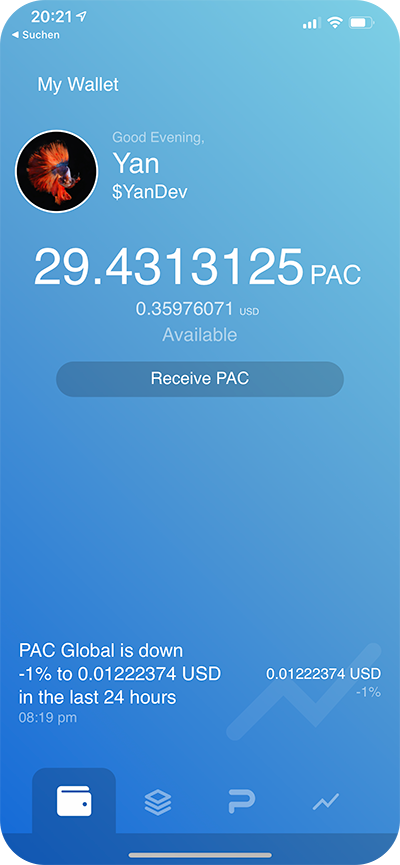 20:21
Suchen
My Wallet
Good Evening,
Yan
$YanDev
29.4313125 PAC
0.35976071 USD
Available
Receive PAC
PAC Global is down
-1% to 0.01222374 USD
in the last 24 hours
08:19 pm
0.01222374 USD
-1%